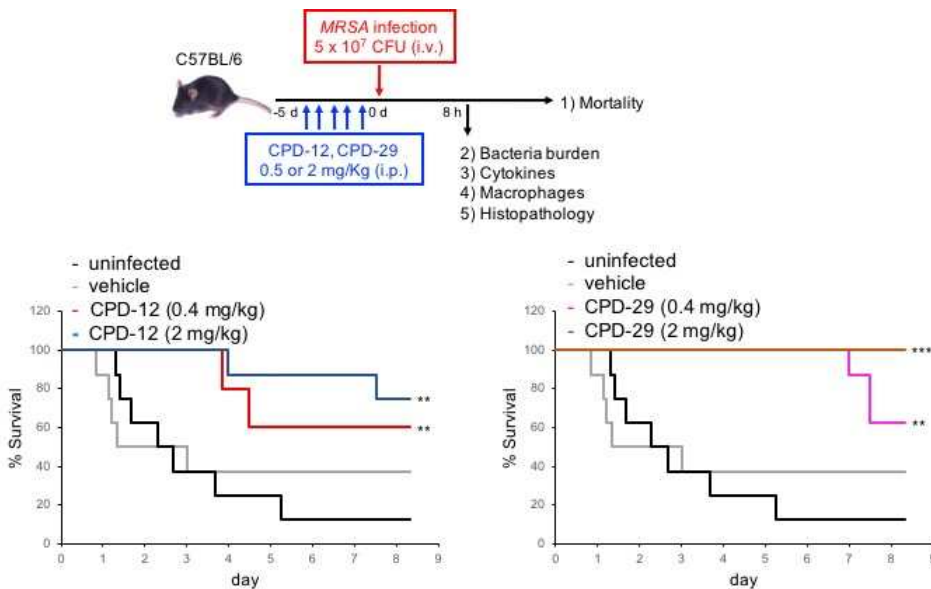 MRSA infection
5 x 10⁷ CFU (i.v.)
C57BL/6
-5 d
0 d
8 h
1) Mortality
CPD-12, CPD-29
0.5 or 2 mg/Kg (i.p.)
2) Bacteria burden
3) Cytokines
4) Macrophages
5) Histopathology
- uninfected
- vehicle
- CPD-12 (0.4 mg/kg)
- CPD-12 (2 mg/kg)
120
100
80
60
40
20
0
% Survival
**
**
0 1 2 3 4 5 6 7 8 9
day
- uninfected
- vehicle
- CPD-29 (0.4 mg/kg)
- CPD-29 (2 mg/kg)
120
100
80
60
40
20
0
% Survival
***
**
0 1 2 3 4 5 6 7 8 9
day